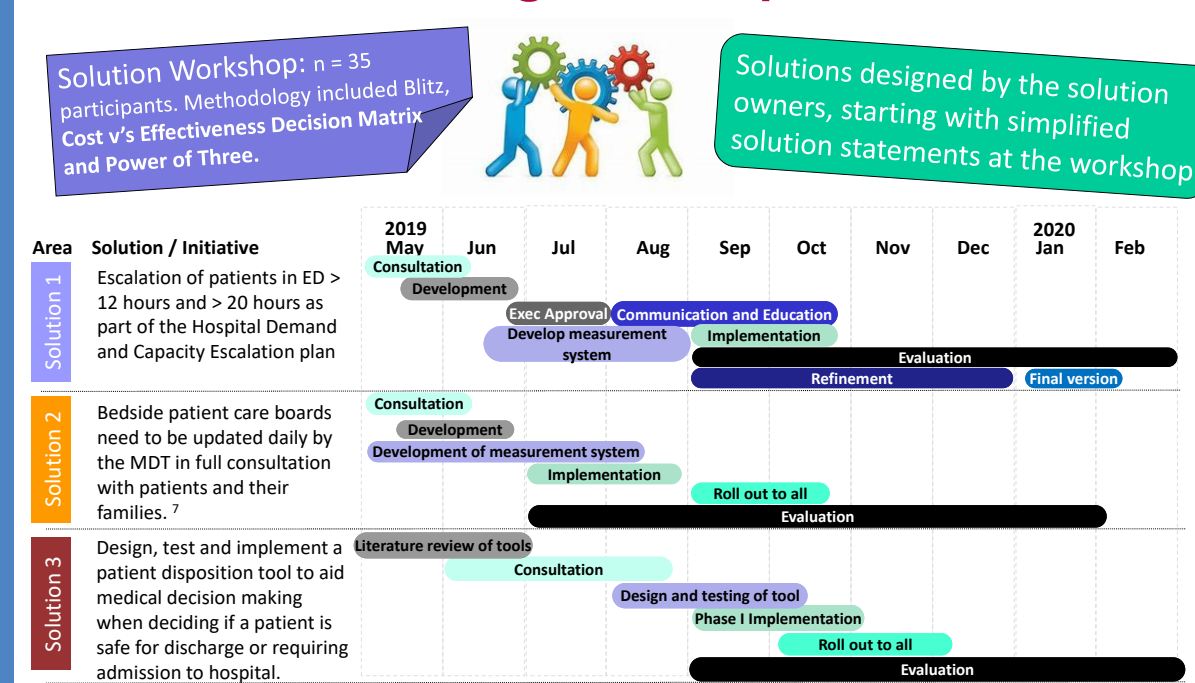 Solution Workshop: n = 35
participants. Methodology included Blitz,
Cost v’s Effectiveness Decision Matrix
and Power of Three.
Solutions designed by the solution
owners, starting with simplified
solution statements at the workshop
2019
2020
Area Solution / Initiative May Jun Jul Aug Sep Oct Nov Dec Jan Feb
Solution 1
Escalation of patients in ED >
12 hours and > 20 hours as
part of the Hospital Demand
and Capacity Escalation plan
Consultation
Development
Exec Approval
Communication and Education
Develop measurement
system
Implementation
Evaluation
Refinement
Final version
Solution 2
Bedside patient care boards
need to be updated daily by
the MDT in full consultation
with patients and their
families. 7
Consultation
Development
Development of measurement system
Implementation
Roll out to all
Evaluation
Solution 3
Design, test and implement a
patient disposition tool to aid
medical decision making
when deciding if a patient is
safe for discharge or requiring
admission to hospital.
Literature review of tools
Consultation
Design and testing of tool
Phase I Implementation
Roll out to all
Evaluation